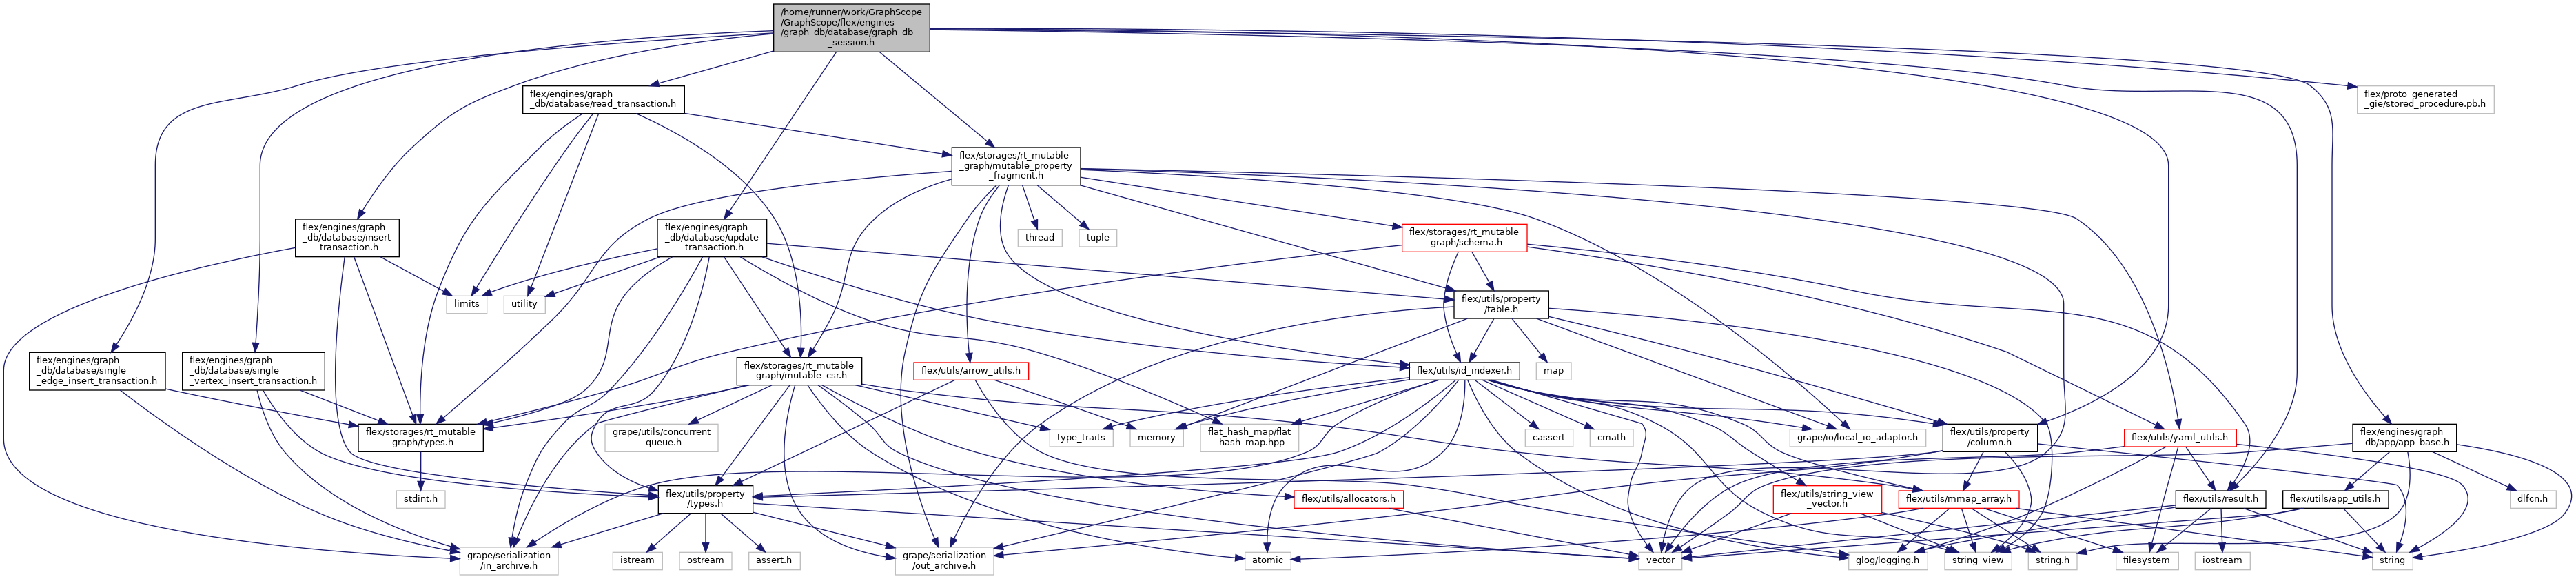 /home/runner/work/GraphScope
/GraphScope/flex/engines
/graph_db/database/graph_db
_session.h
flex/engines/graph
_db/database/read_transaction.h
flex/proto_generated
_gie/stored_procedure.pb.h
flex/storages/rt_mutable
_graph/mutable_property
_fragment.h
flex/engines/graph
_db/database/insert
_transaction.h
flex/engines/graph
_db/database/update
_transaction.h
thread
tuple
flex/storages/rt_mutable
_graph/schema.h
limits
utility
flex/utils/property
/table.h
flex/engines/graph
_db/database/single
_edge_insert_transaction.h
flex/engines/graph
_db/database/single
_vertex_insert_transaction.h
flex/storages/rt_mutable
_graph/mutable_csr.h
flex/utils/arrow_utils.h
flex/utils/id_indexer.h
map
flex/storages/rt_mutable
_graph/types.h
grape/utils/concurrent
_queue.h
type_traits
memory
flat_hash_map/flat
_hash_map.hpp
cassert
cmath
grape/io/local_io_adaptor.h
flex/utils/property
/column.h
flex/utils/yaml_utils.h
flex/engines/graph
_db/app/app_base.h
stdint.h
flex/utils/property
/types.h
flex/utils/allocators.h
flex/utils/string_view
_vector.h
flex/utils/mmap_array.h
flex/utils/result.h
flex/utils/app_utils.h
dlfcn.h
grape/serialization
/in_archive.h
istream
ostream
assert.h
grape/serialization
/out_archive.h
atomic
vector
glog/logging.h
string_view
string.h
filesystem
iostream
string